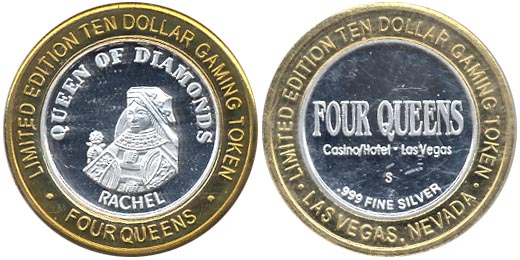 LIMITED EDITION TEN DOLLAR GAMING TOKEN
QUEEN OF DIAMONDS
RACHEL
• FOUR QUEENS •
LIMITED EDITION TEN DOLLAR GAMING TOKEN
FOUR QUEENS
Casino/Hotel • Las Vegas
S
.999 FINE SILVER
• LAS VEGAS, NEVADA •